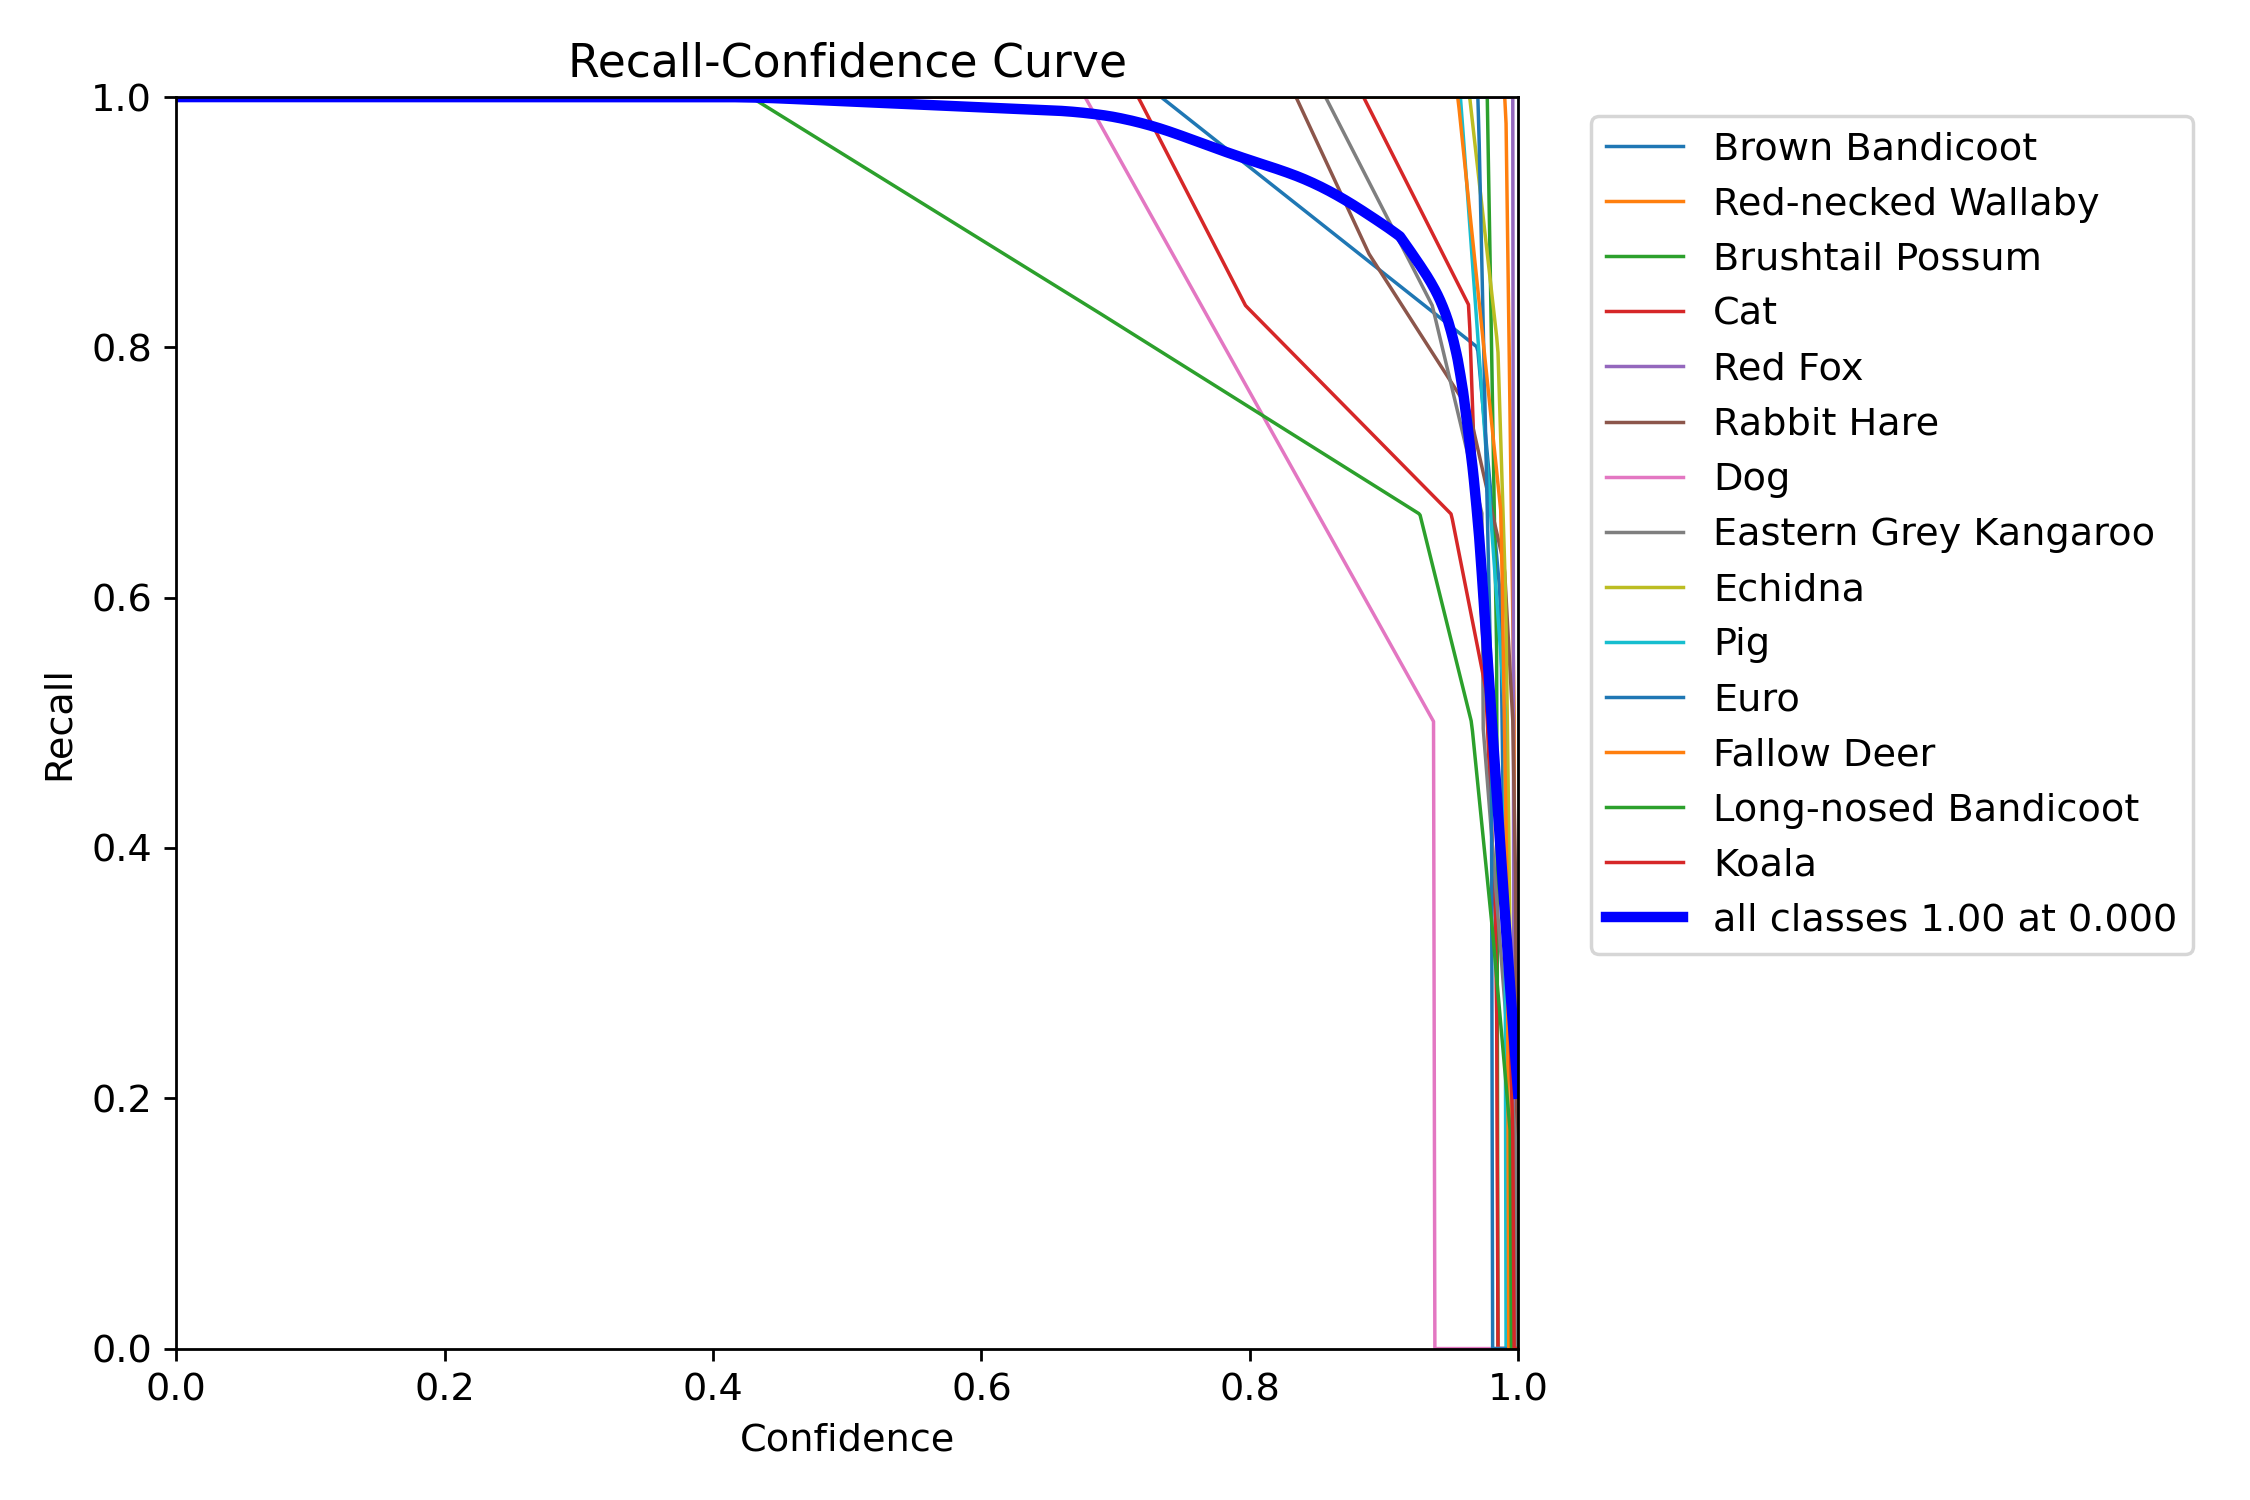 Recall-Confidence Curve
1.0
0.8
0.6
0.4
0.2
0.0
Recall
0.0 0.2 0.4 0.6 0.8 1.0
Confidence
Brown Bandicoot
Red-necked Wallaby
Brushtail Possum
Cat
Red Fox
Rabbit Hare
Dog
Eastern Grey Kangaroo
Echidna
Pig
Euro
Fallow Deer
Long-nosed Bandicoot
Koala
all classes 1.00 at 0.000